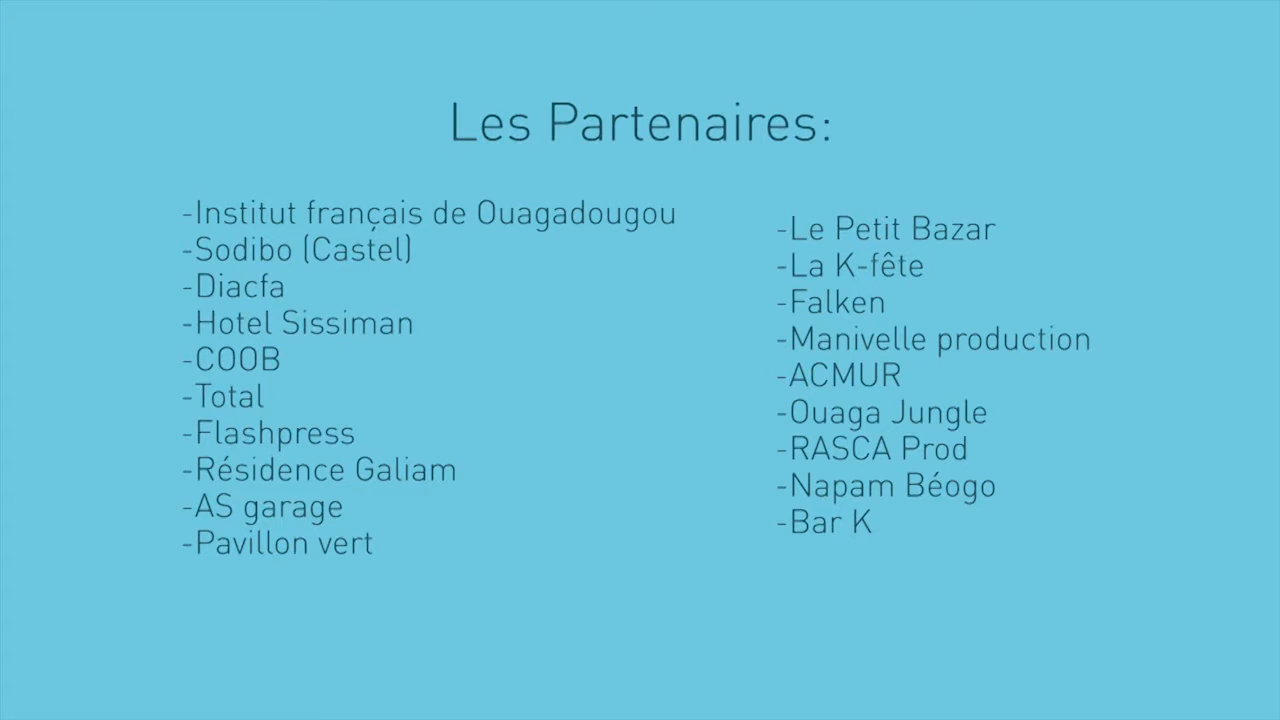 Les Partenaires:
-Institut français de Ouagadougou
-Sodibo (Castel)
-Diacfa
-Hotel Sissiman
-COOB
-Total
-Flashpress
-Résidence Galiam
-AS garage
-Pavillon vert
-Le Petit Bazar
-La K-fête
-Falken
-Manivelle production
-ACMUR
-Ouaga Jungle
-RASCA Prod
-Napam Béogo
-Bar K